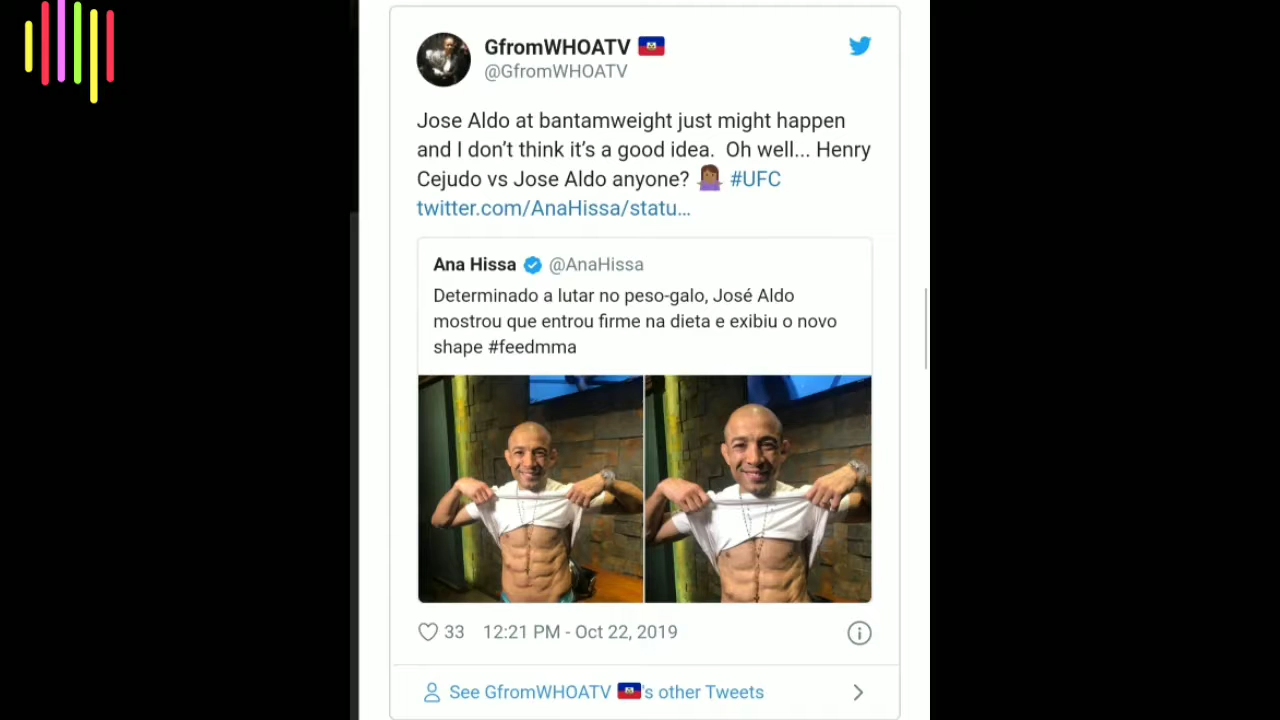 GfromWHOATV 🇭🇹
@GfromWHOATV
Jose Aldo at bantamweight just might happen
and I don’t think it’s a good idea.  Oh well... Henry
Cejudo vs Jose Aldo anyone? 🤷🏾‍♀️ #UFC
twitter.com/AnaHissa/statu…
Ana Hissa @AnaHissa
Determinado a lutar no peso-galo, José Aldo
mostrou que entrou firme na dieta e exibiu o novo
shape #feedmma
33 12:21 PM - Oct 22, 2019
See GfromWHOATV 🇭🇹's other Tweets